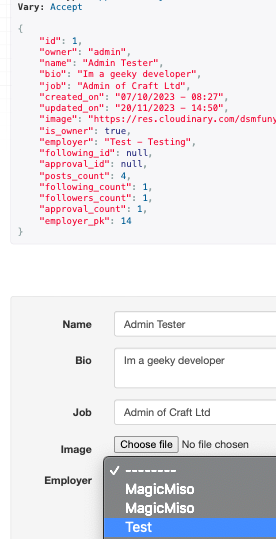 Vary: Accept
{
"id": 1,
"owner": "admin",
"name": "Admin Tester",
"bio": "Im a geeky developer",
"job": "Admin of Craft Ltd",
"created_on": "07/10/2023 – 08:27",
"updated_on": "20/11/2023 – 14:50",
"image": "https://res.cloudinary.com/dsmfuny
"is_owner": true,
"employer": "Test – Testing",
"following_id": null,
"approval_id": null,
"posts_count": 4,
"following_count": 1,
"followers_count": 1,
"approval_count": 1,
"employer_pk": 14
}
Name Admin Tester
Bio Im a geeky developer
Job Admin of Craft Ltd
Image Choose file No file chosen
Employer ✓ --------
MagicMiso
MagicMiso
Test